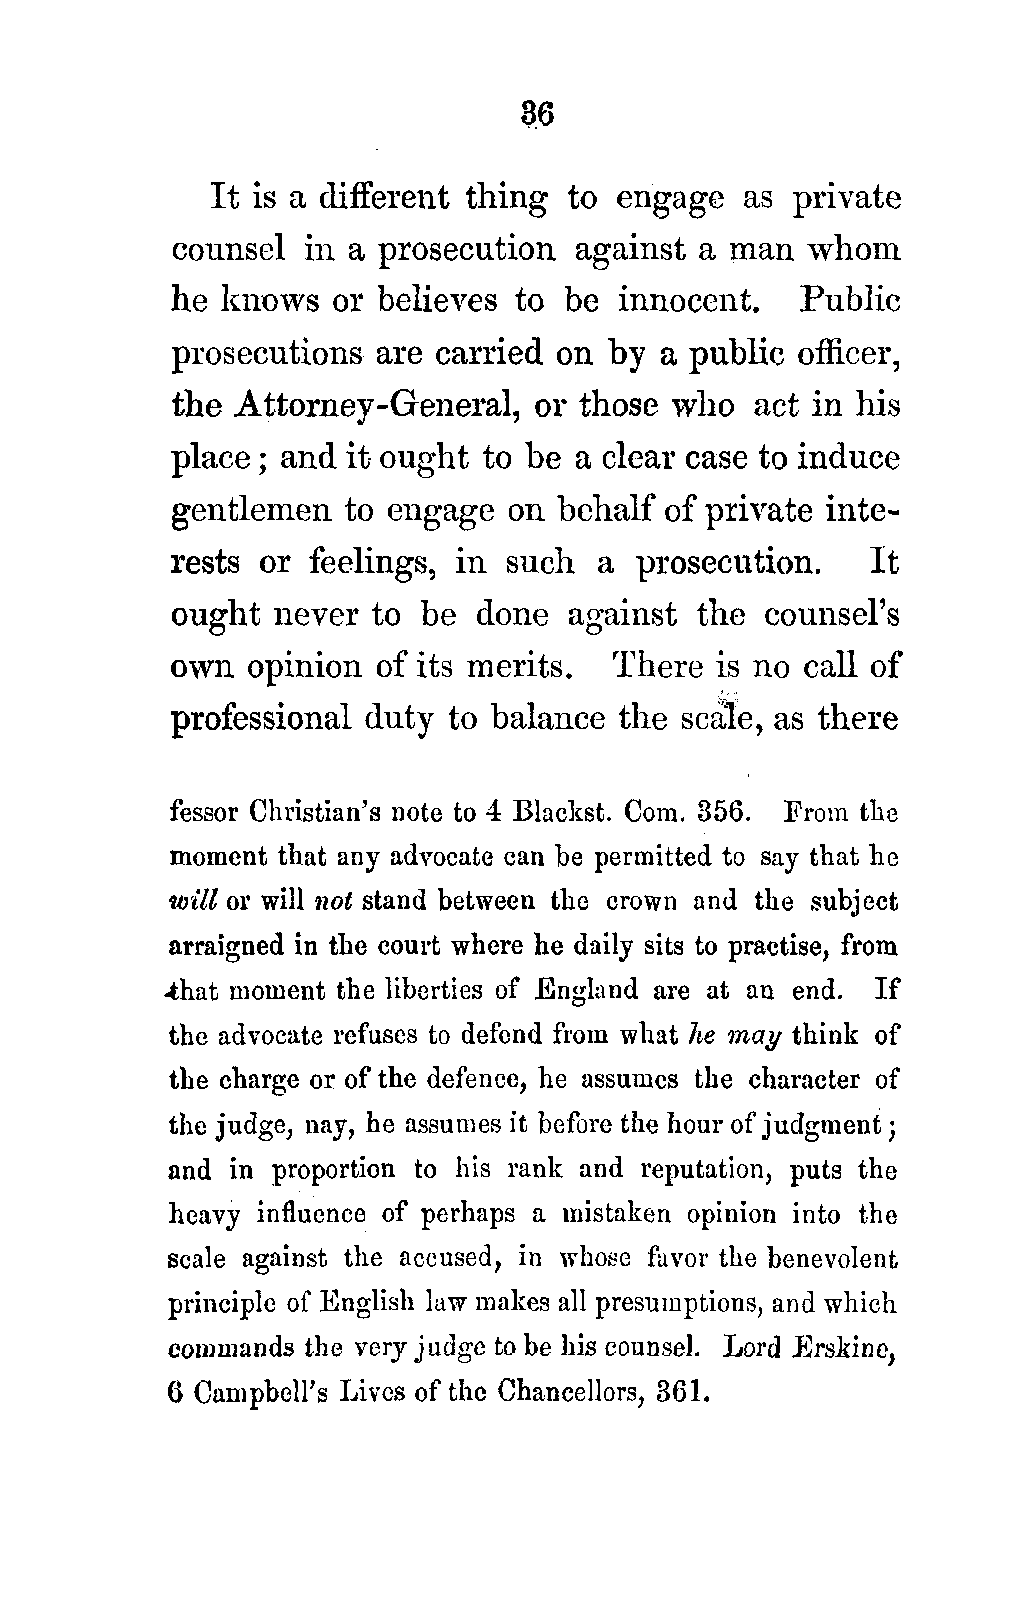 36
It is a different thing to engage as private
counsel in a prosecution against a man whom
he knows or believes to be innocent. Public
prosecutions are carried on by a public officer,
the Attorney-General, or those who act in his
place; and it ought to be a clear case to induce
gentlemen to engage on behalf of private inte-
rests or feelings, in such a prosecution. It
ought never to be done against the counsel's
own opinion of its merits. There is no call of
professional duty to balance the scale, as there
fessor Christian's note to 4 Blackst. Com. 356. From the
moment that any advocate can be permitted to say that he
will or will not stand between the crown and the subject
arraigned in the court where he daily sits to practise, from
that moment the liberties of England are at an end. If
the advocate refuses to defend from what he may think of
the charge or of the defence, he assumes the character of
the judge, nay, he assumes it before the hour of judgment;
and in proportion to his rank and reputation, puts the
heavy influence of perhaps a mistaken opinion into the
scale against the accused, in whose favor the benevolent
principle of English law makes all presumptions, and which
commands the very judge to be his counsel. Lord Erskine,
6 Campbell's Lives of the Chancellors, 361.